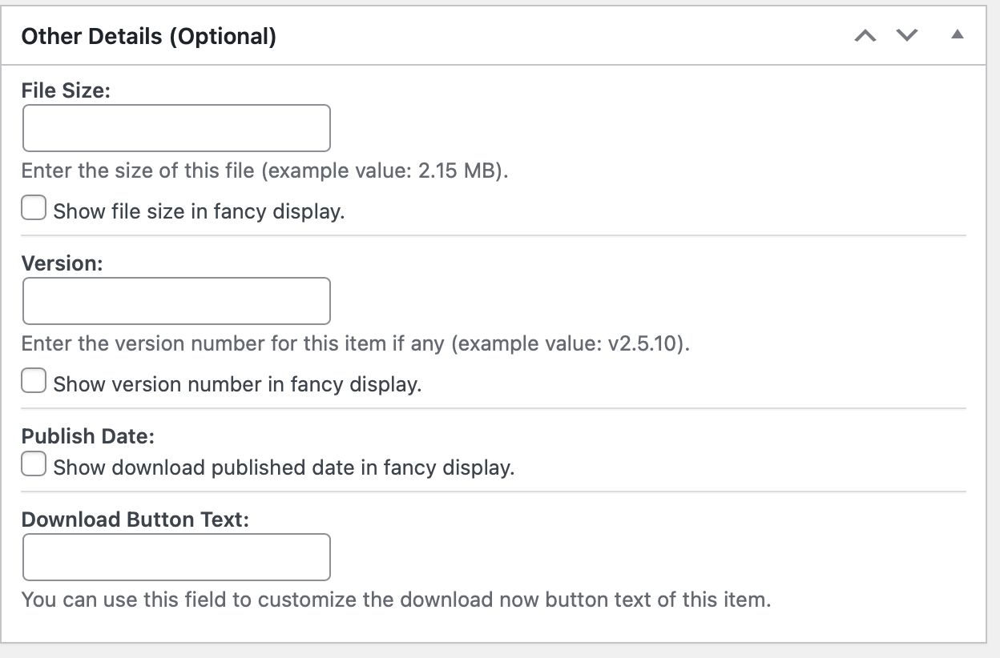 Other Details (Optional)
File Size:
Enter the size of this file (example value: 2.15 MB).
Show file size in fancy display.
Version:
Enter the version number for this item if any (example value: v2.5.10).
Show version number in fancy display.
Publish Date:
Show download published date in fancy display.
Download Button Text:
You can use this field to customize the download now button text of this item.